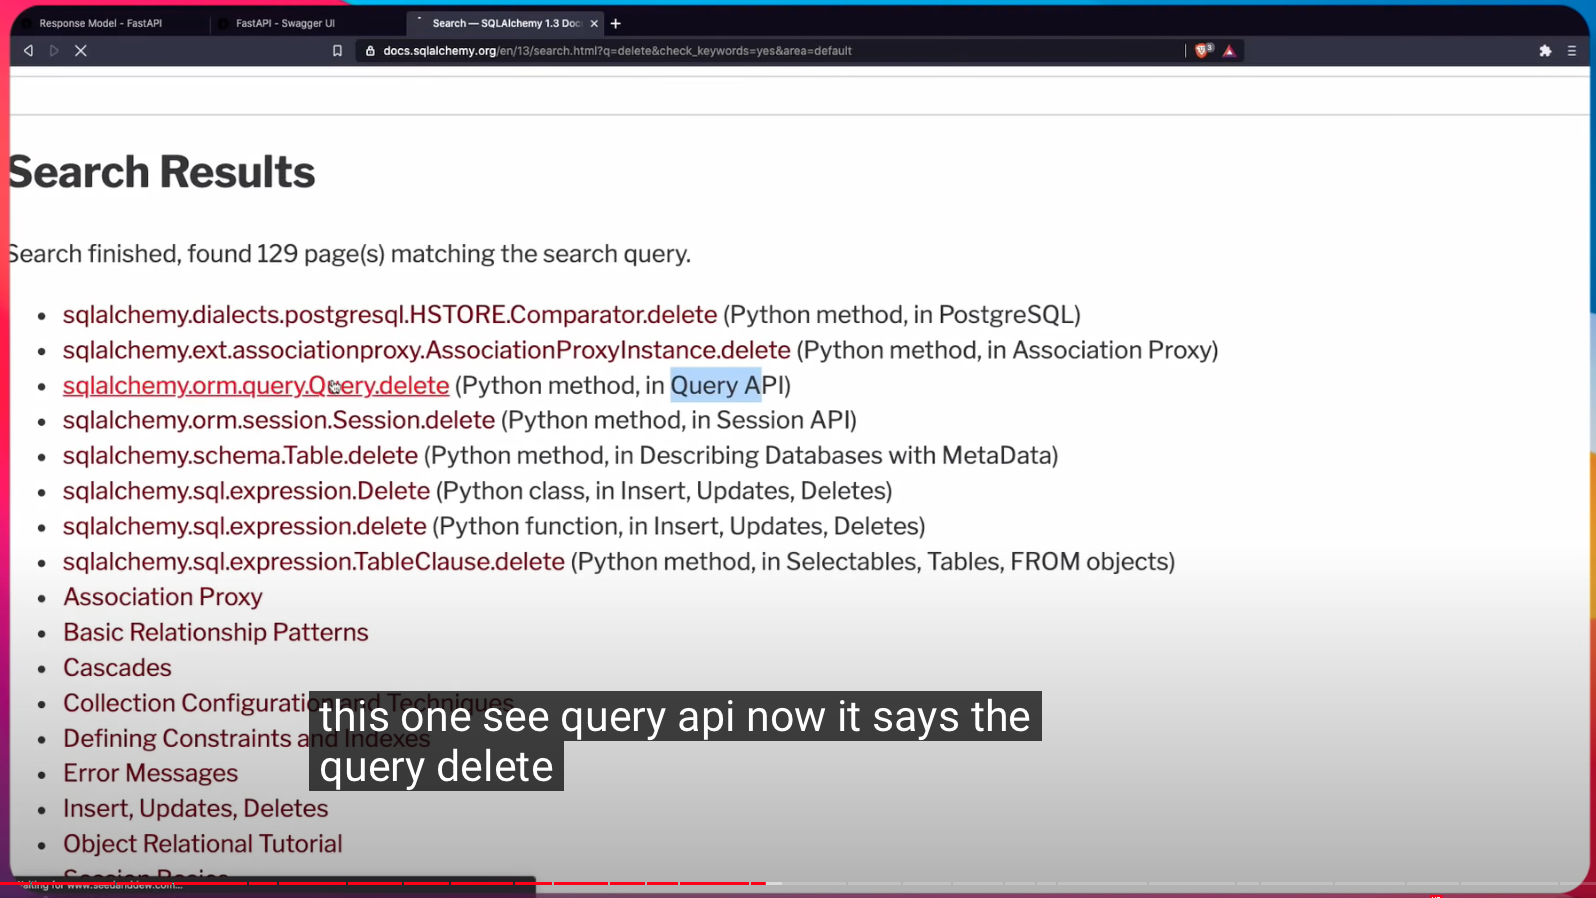 Response Model - FastAPI
FastAPI - Swagger UI
Search — SQLAlchemy 1.3 Doc
docs.sqlalchemy.org/en/13/search.html?q=delete&check_keywords=yes&area=default
3
Search Results
Search finished, found 129 page(s) matching the search query.
sqlalchemy.dialects.postgresql.HSTORE.Comparator.delete (Python method, in PostgreSQL)
sqlalchemy.ext.associationproxy.AssociationProxyInstance.delete (Python method, in Association Proxy)
sqlalchemy.orm.query.Query.delete (Python method, in Query API)
sqlalchemy.orm.session.Session.delete (Python method, in Session API)
sqlalchemy.schema.Table.delete (Python method, in Describing Databases with MetaData)
sqlalchemy.sql.expression.Delete (Python class, in Insert, Updates, Deletes)
sqlalchemy.sql.expression.delete (Python function, in Insert, Updates, Deletes)
sqlalchemy.sql.expression.TableClause.delete (Python method, in Selectables, Tables, FROM objects)
Association Proxy
Basic Relationship Patterns
Cascades
Collection Configuration and Techniques
this one see query api now it says the
Defining Constraints and Indexes
query delete
Error Messages
Insert, Updates, Deletes
Object Relational Tutorial
Session Basics
Waiting for www.seedanddew.com...